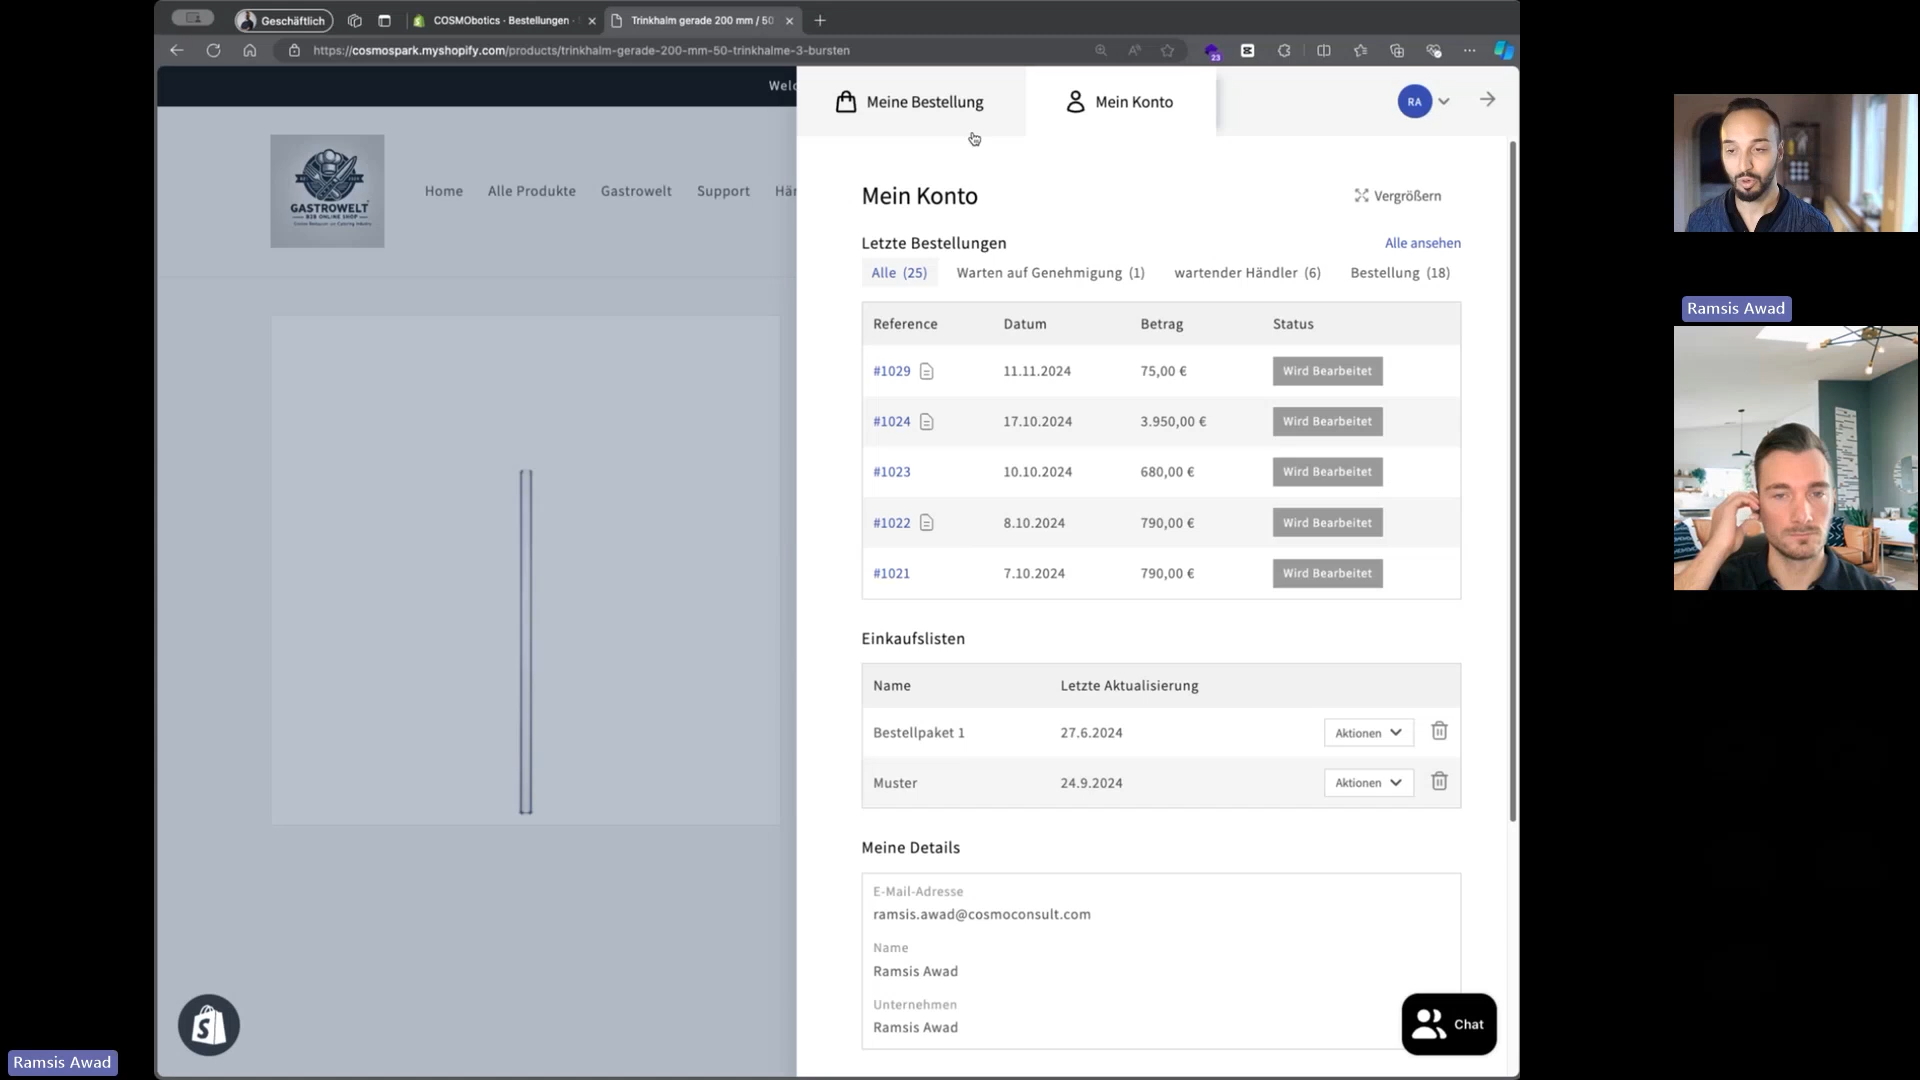 Geschäftlich
COSMObotics · Bestellungen ·
Trinkhalm gerade 200 mm / 50
https://cosmospark.myshopify.com/products/trinkhalm-gerade-200-mm-50-trinkhalme-3-bursten
23
Welc
Meine Bestellung
Mein Konto
RA
GASTROWELT
B2B ONLINE SHOP
Home
Alle Produkte
Gastrowelt
Support
Här
Mein Konto
Vergrößern
Letzte Bestellungen
Alle ansehen
Alle (25)
Warten auf Genehmigung (1)
wartender Händler (6)
Bestellung (18)
Reference Datum Betrag Status
#1029 11.11.2024 75,00 € Wird Bearbeitet
#1024 17.10.2024 3.950,00 € Wird Bearbeitet
#1023 10.10.2024 680,00 € Wird Bearbeitet
#1022 8.10.2024 790,00 € Wird Bearbeitet
#1021 7.10.2024 790,00 € Wird Bearbeitet
Einkaufslisten
Name Letzte Aktualisierung
Bestellpaket 1 27.6.2024 Aktionen
Muster 24.9.2024 Aktionen
Meine Details
E-Mail-Adresse
ramsis.awad@cosmoconsult.com
Name
Ramsis Awad
Unternehmen
Ramsis Awad
Chat
Ramsis Awad
Ramsis Awad